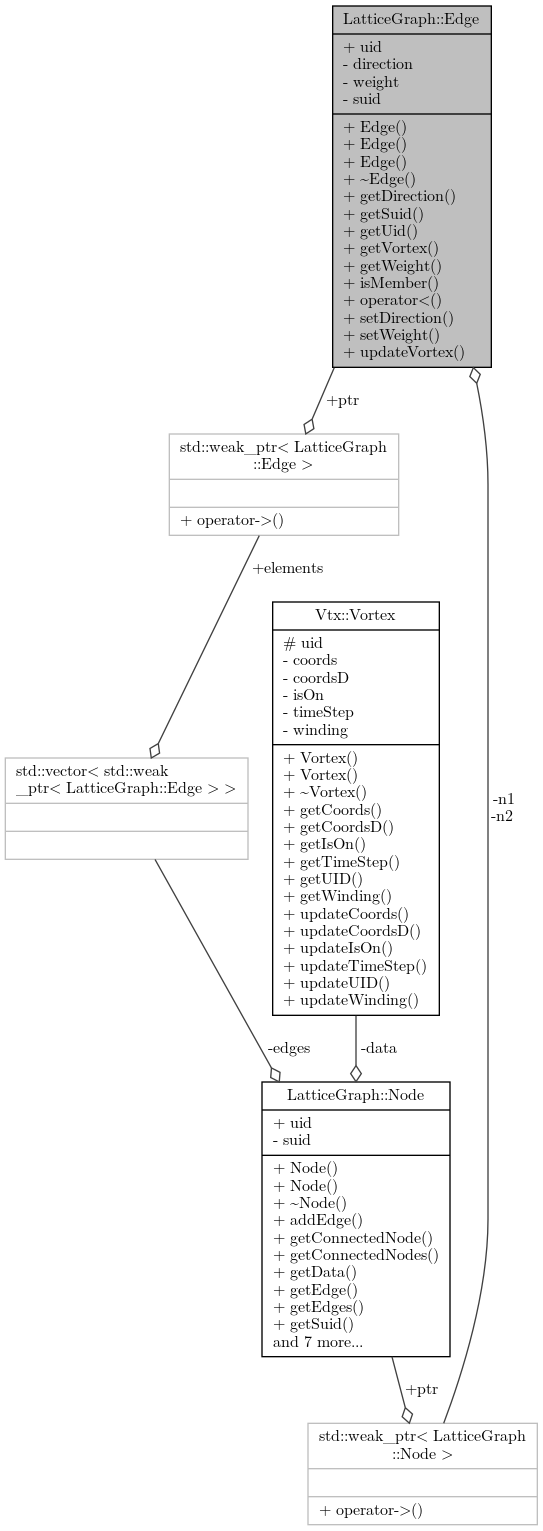 LatticeGraph::Edge
+ uid
- direction
- weight
- suid
+ Edge()
+ Edge()
+ Edge()
+ ~Edge()
+ getDirection()
+ getSuid()
+ getUid()
+ getVortex()
+ getWeight()
+ isMember()
+ operator<()
+ setDirection()
+ setWeight()
+ updateVortex()
+ptr
std::weak_ptr< LatticeGraph
::Edge >
+ operator->()
+elements
Vtx::Vortex
# uid
- coords
- coordsD
- isOn
- timeStep
- winding
+ Vortex()
+ Vortex()
+ ~Vortex()
+ getCoords()
+ getCoordsD()
+ getIsOn()
+ getTimeStep()
+ getUID()
+ getWinding()
+ updateCoords()
+ updateCoordsD()
+ updateIsOn()
+ updateTimeStep()
+ updateUID()
+ updateWinding()
std::vector< std::weak
_ptr< LatticeGraph::Edge > >
-n1
-n2
-edges
-data
LatticeGraph::Node
+ uid
- suid
+ Node()
+ Node()
+ ~Node()
+ addEdge()
+ getConnectedNode()
+ getConnectedNodes()
+ getData()
+ getEdge()
+ getEdges()
+ getSuid()
and 7 more...
+ptr
std::weak_ptr< LatticeGraph
::Node >
+ operator->()